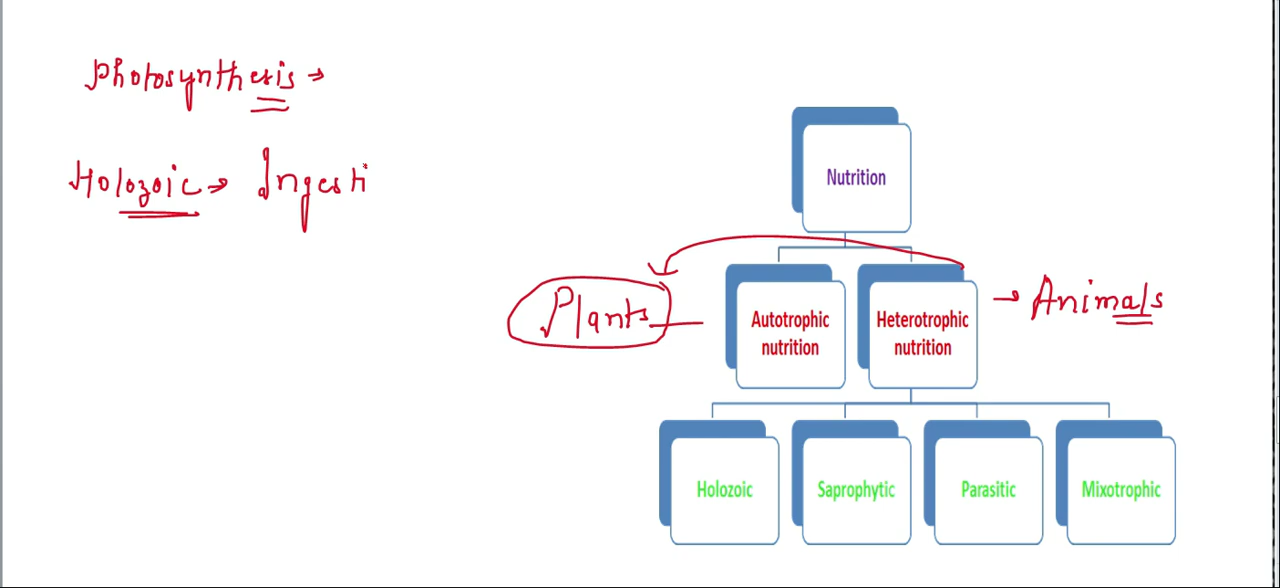 Photosynthesis →
Holozoic → Ingesti
Nutrition
Plants
Autotrophic
nutrition
Heterotrophic
nutrition
→ Animals
Holozoic
Saprophytic
Parasitic
Mixotrophic